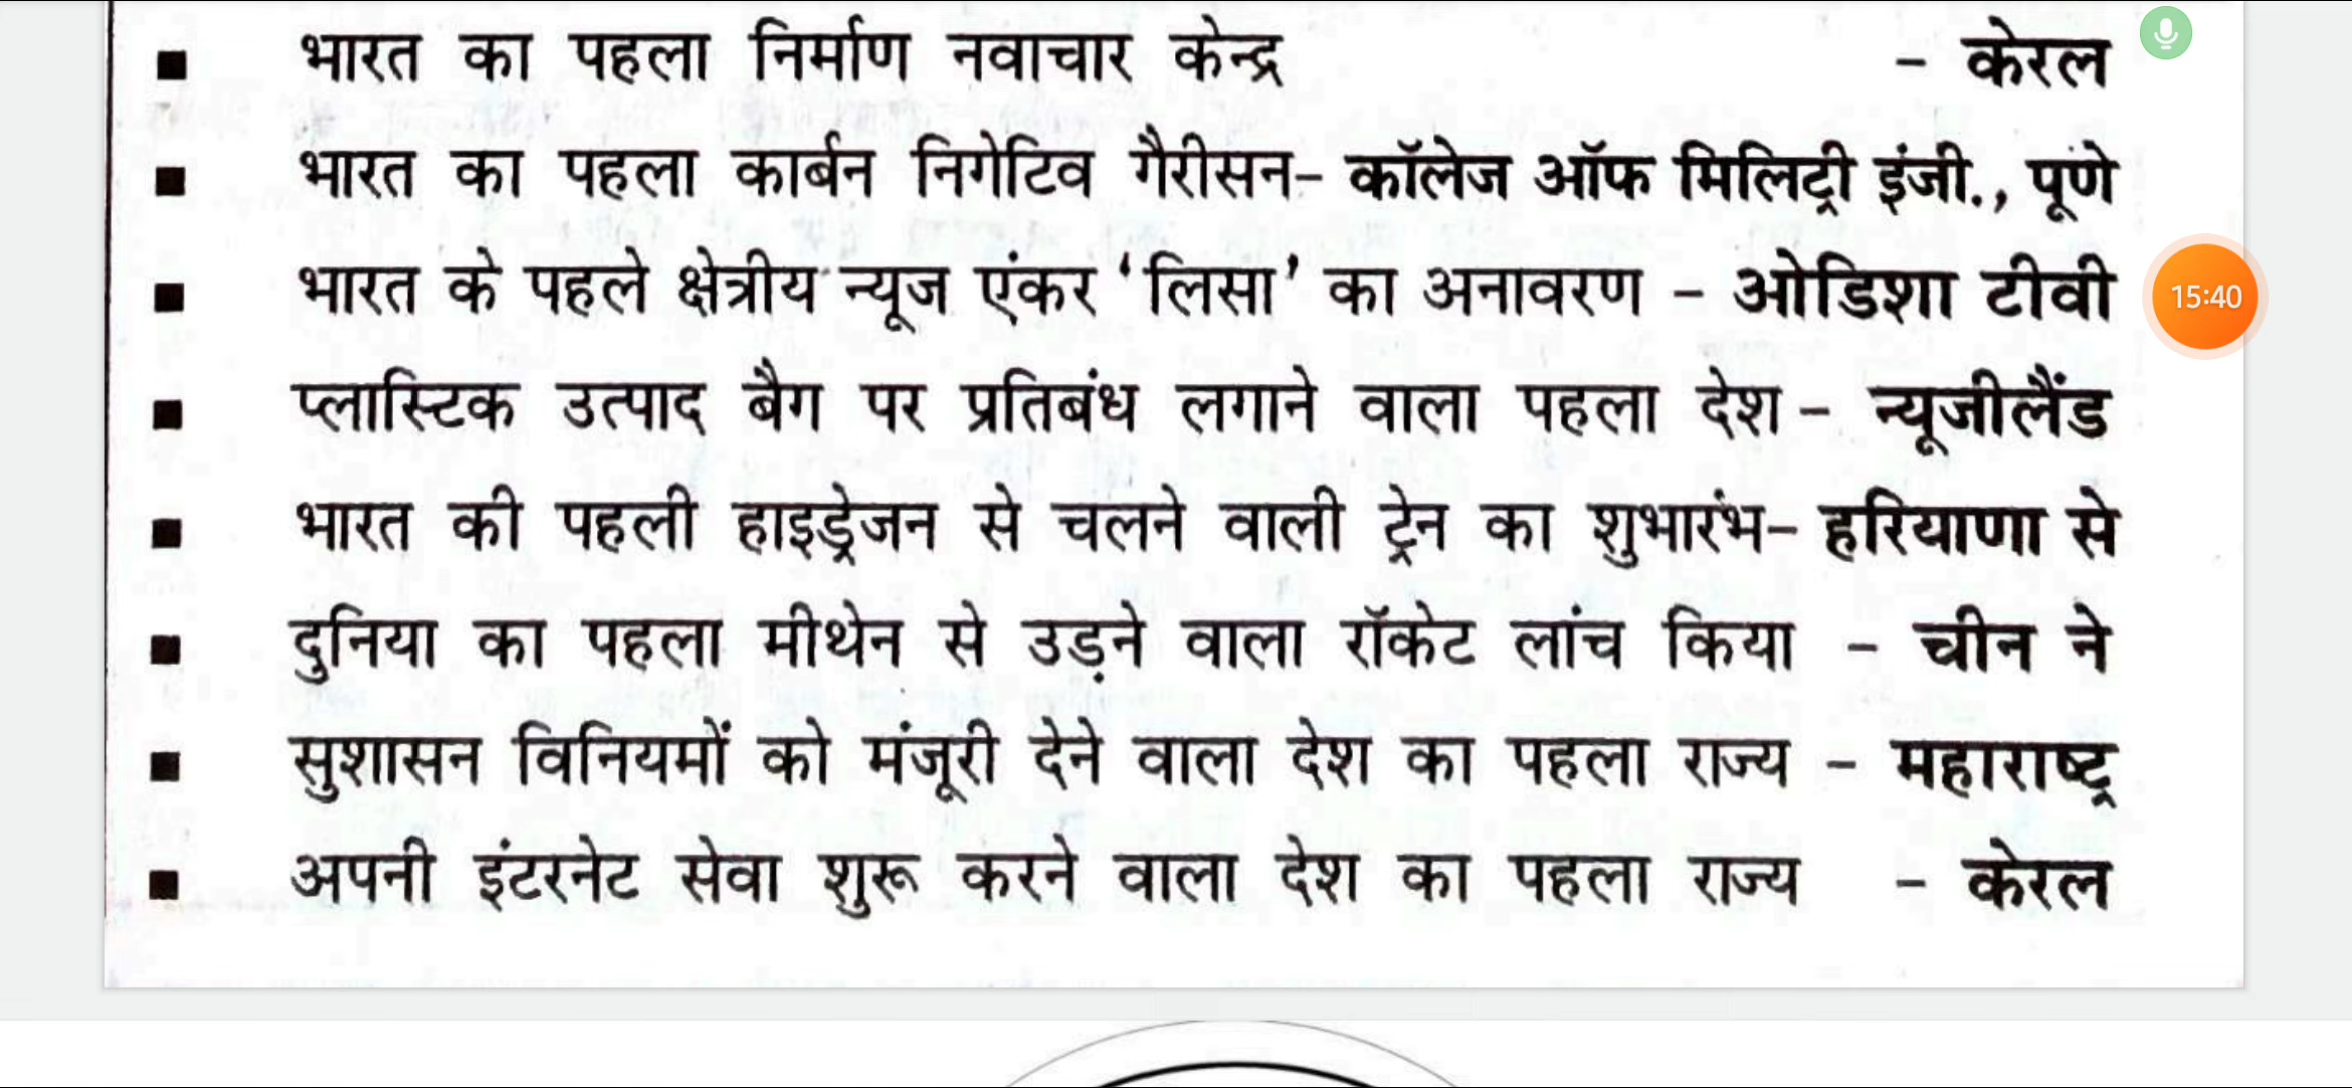 ■ भारत का पहला निर्माण नवाचार केन्द्र - केरल
■ भारत का पहला कार्बन निगेटिव गैरीसन- कॉलेज ऑफ मिलिट्री इंजी., पूणे
■ भारत के पहले क्षेत्रीय न्यूज एंकर 'लिसा' का अनावरण - ओडिशा टीवी
15:40
■ प्लास्टिक उत्पाद बैग पर प्रतिबंध लगाने वाला पहला देश - न्यूजीलैंड
■ भारत की पहली हाइड्रेजन से चलने वाली ट्रेन का शुभारंभ- हरियाणा से
■ दुनिया का पहला मीथेन से उड़ने वाला रॉकेट लांच किया - चीन ने
■ सुशासन विनियमों को मंजूरी देने वाला देश का पहला राज्य - महाराष्ट्र
■ अपनी इंटरनेट सेवा शुरू करने वाला देश का पहला राज्य - केरल